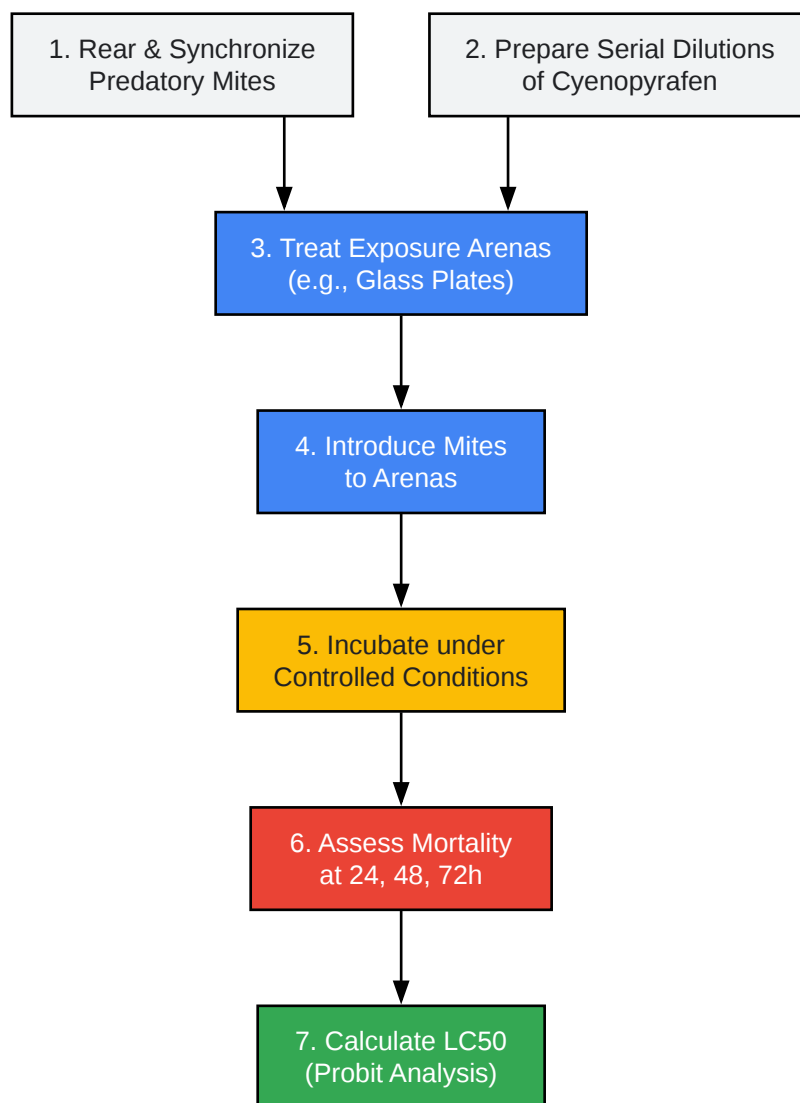 1. Rear & Synchronize
Predatory Mites
2. Prepare Serial Dilutions
of Cyenopyrafen
3. Treat Exposure Arenas
(e.g., Glass Plates)
4. Introduce Mites
to Arenas
5. Incubate under
Controlled Conditions
6. Assess Mortality
at 24, 48, 72h
7. Calculate LC50
(Probit Analysis)